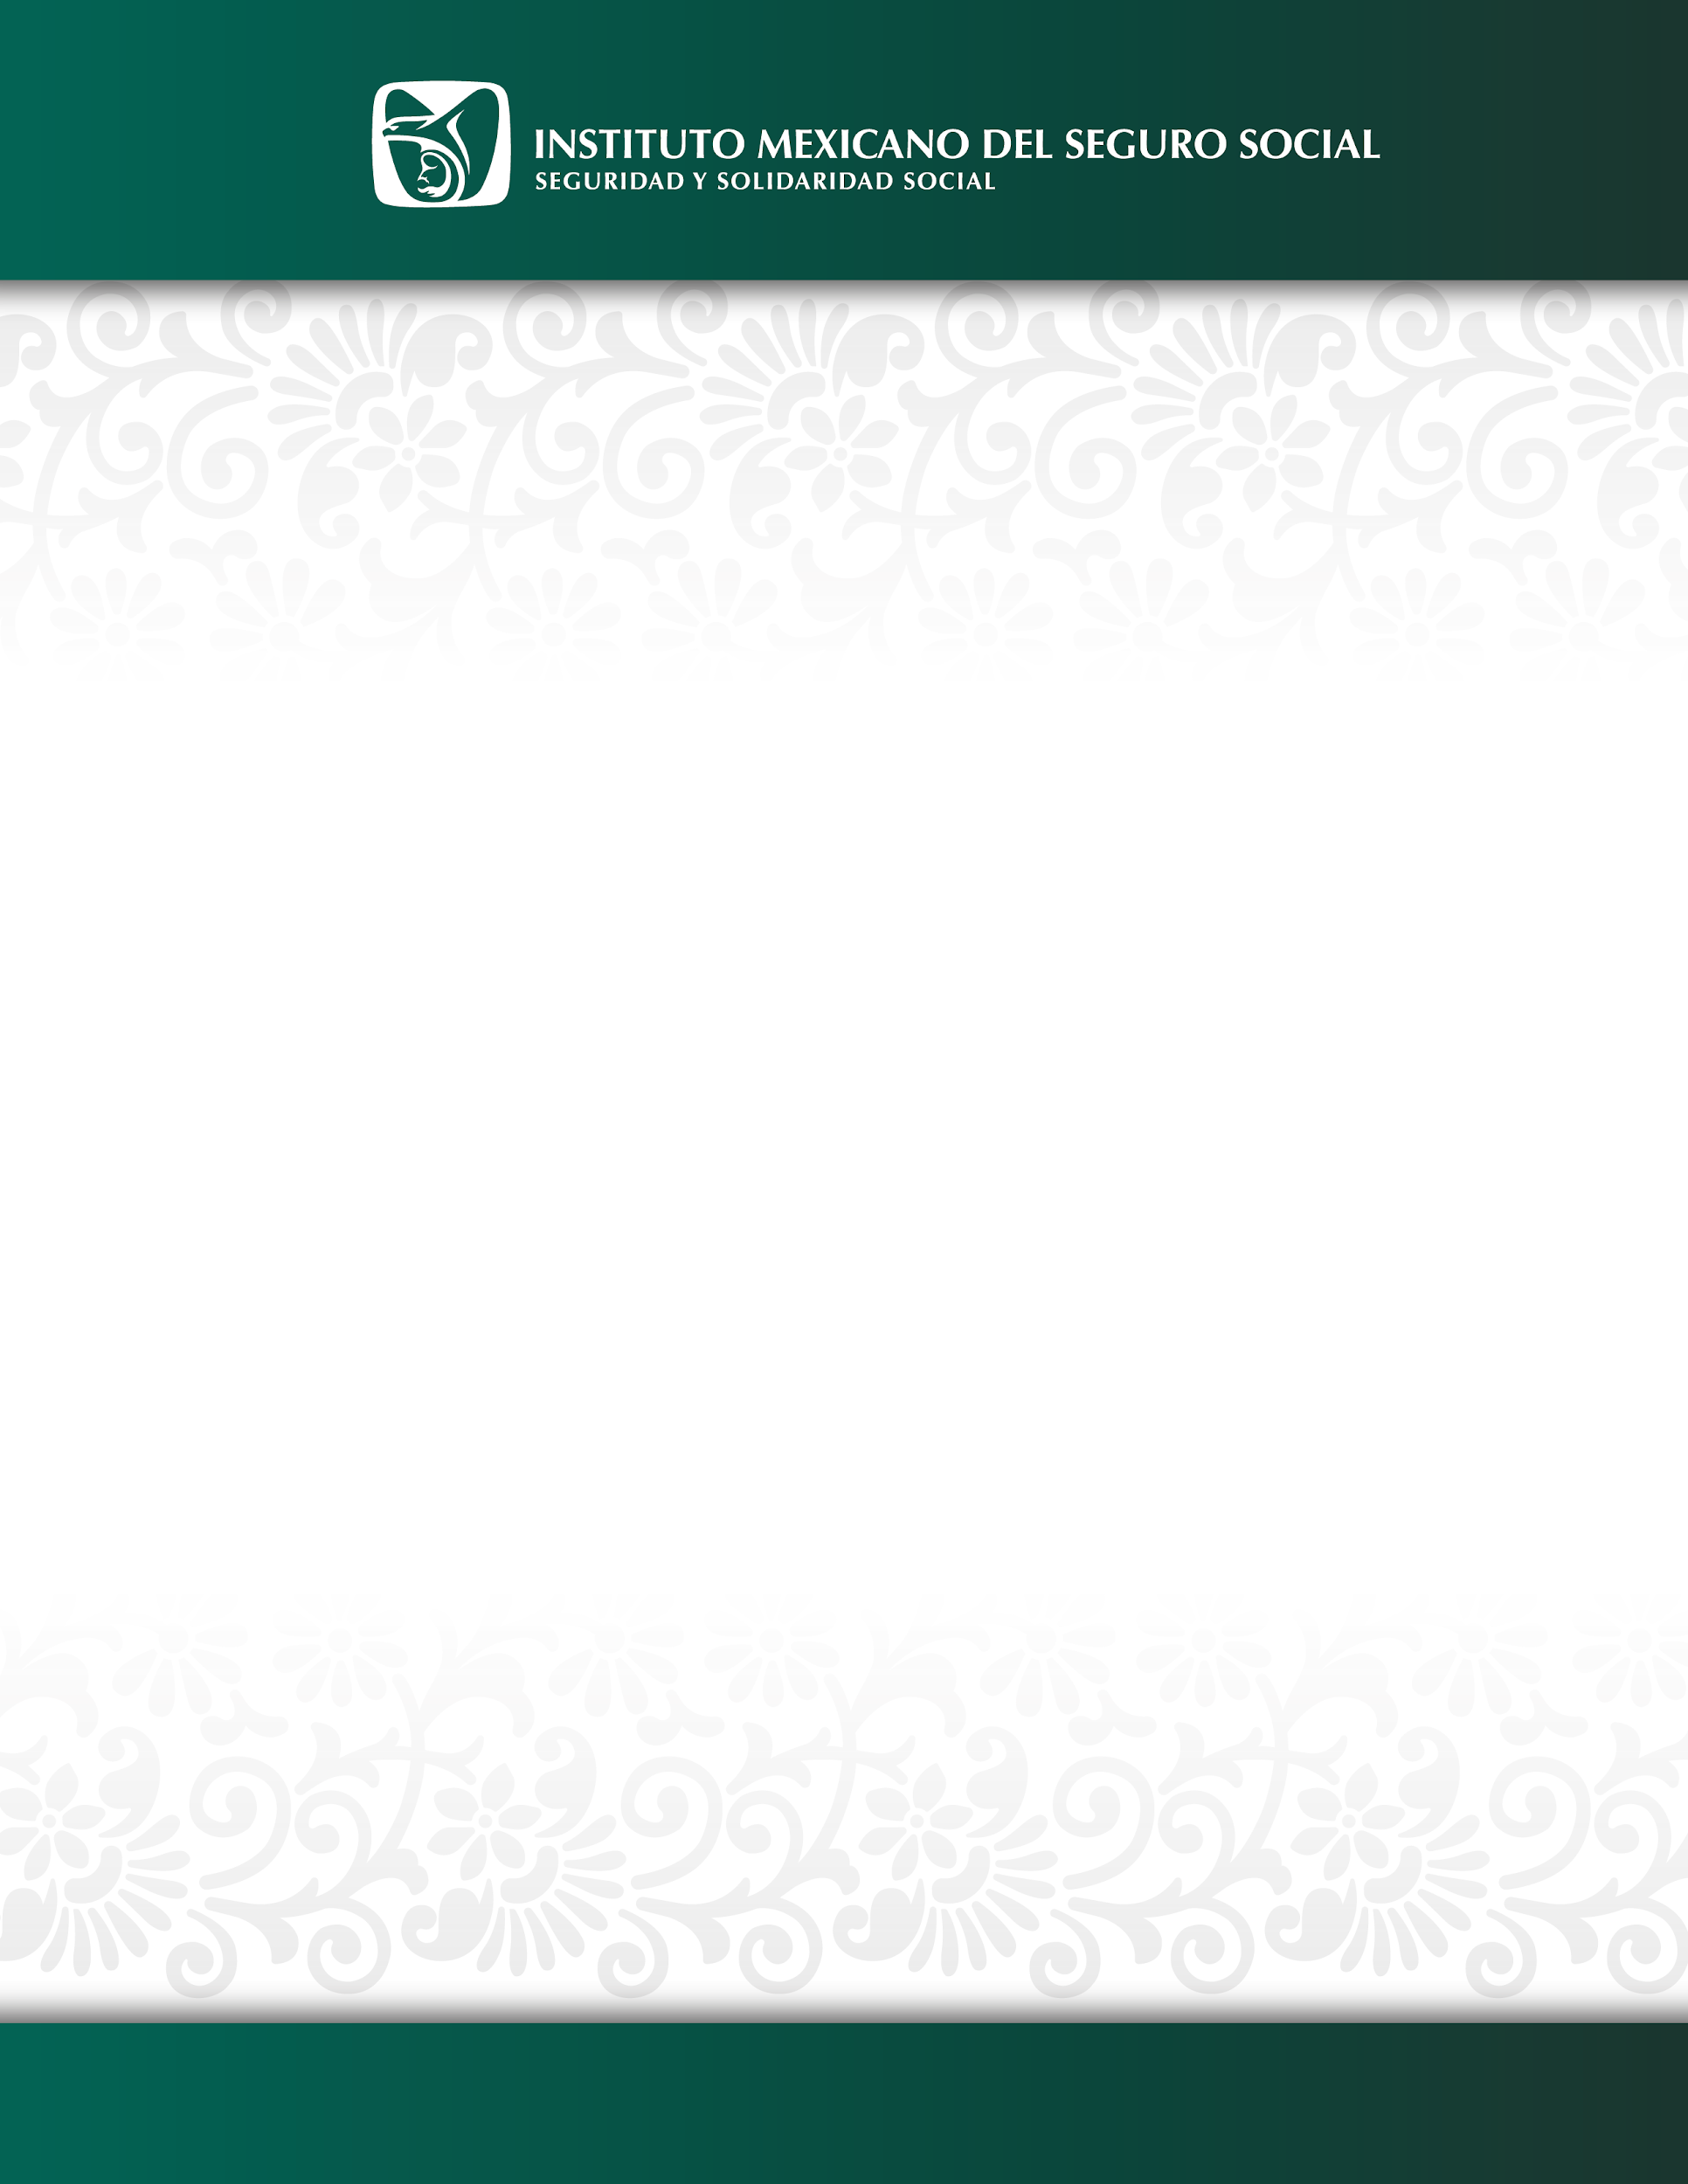 INSTITUTO MEXICANO DEL SEGURO SOCIAL
SEGURIDAD Y SOLIDARIDAD SOCIAL